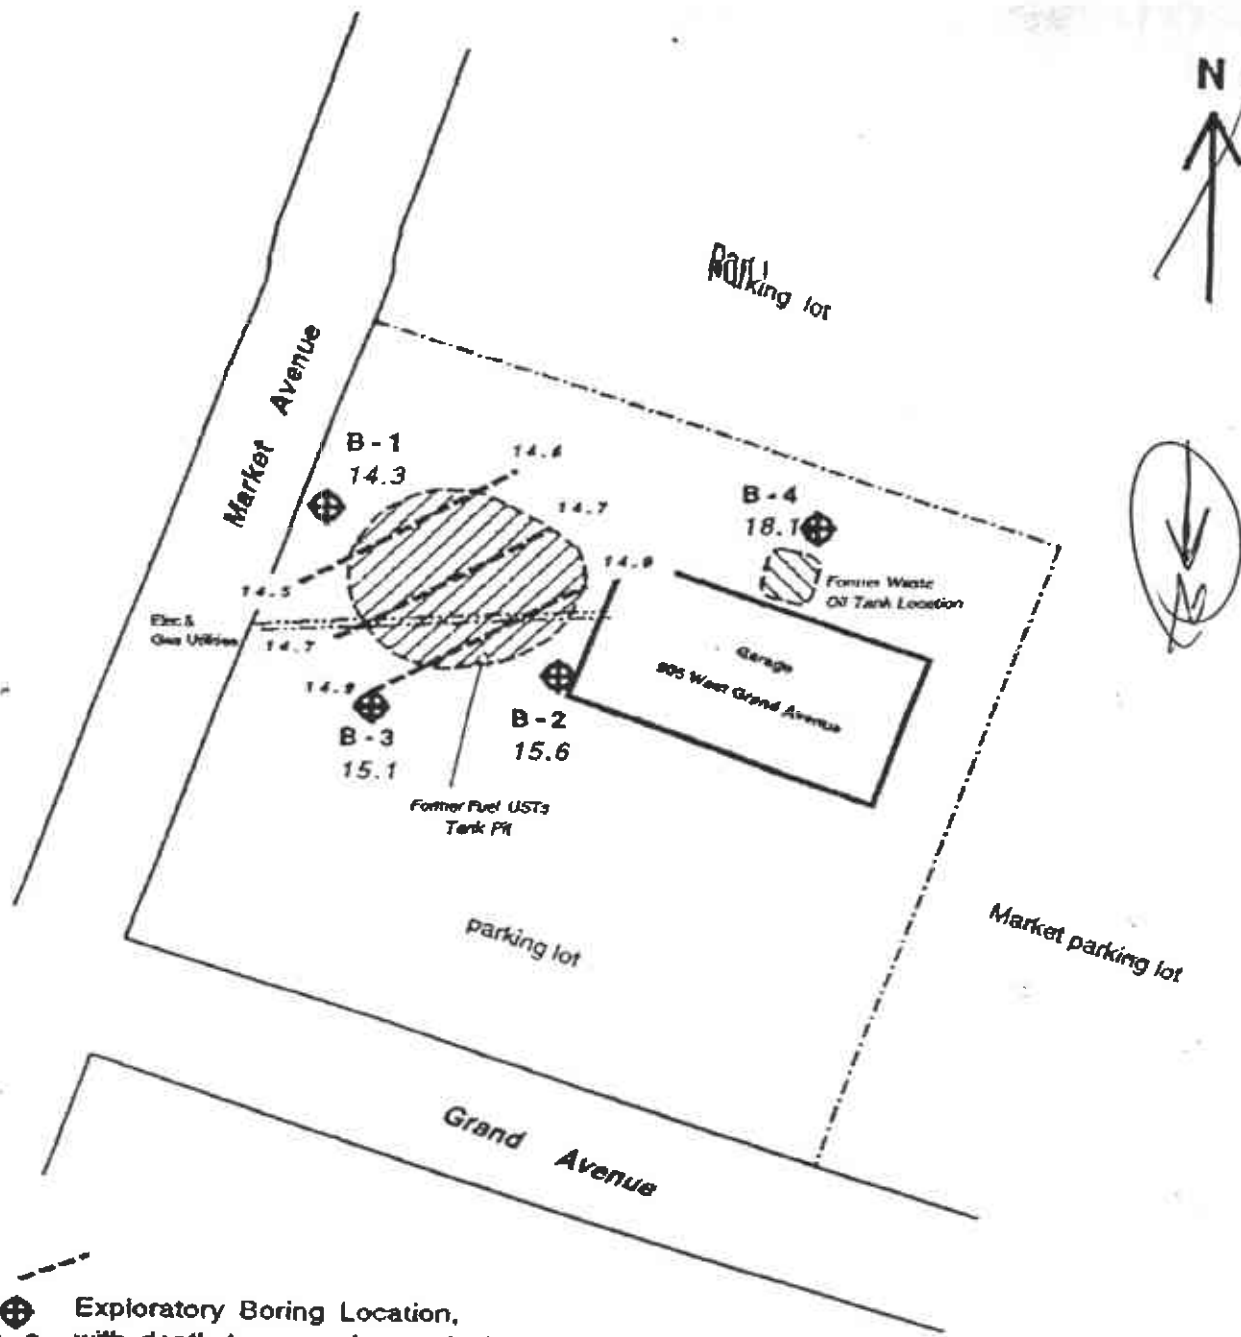 N
parking lot
Market Avenue
B-1
14.3
14.6
14.7
B-4
18.1
14.9
Former Waste
Oil Tank Location
14.5
Elec &
Gas Utilities
14.7
Garage
905 West Grand Avenue
14.9
B-3
15.1
B-2
15.6
Former Fuel USTs
Tank Pit
parking lot
Market parking lot
Grand Avenue
Exploratory Boring Location,